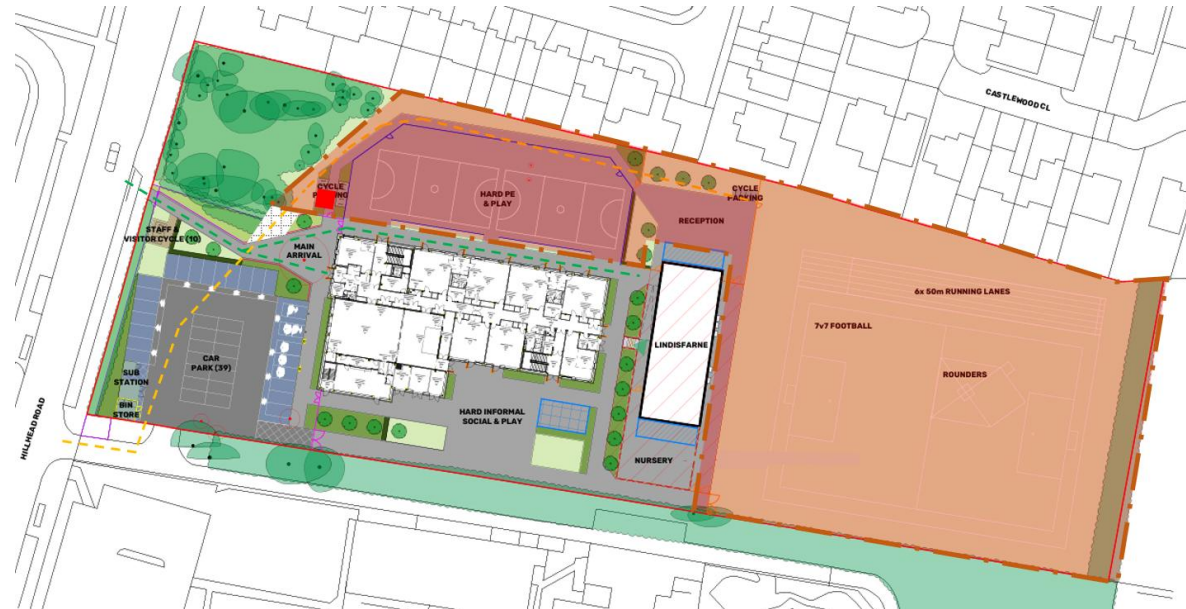 CASTLEWOOD CL
CYCLE
PARKING
HARD PE
& PLAY
CYCLE
PARKING
RECEPTION
STAFF &
VISITOR CYCLE (10)
MAIN
ARRIVAL
6x 50m RUNNING LANES
7v7 FOOTBALL
LINDISFARNE
CAR
PARK (39)
ROUNDERS
SUB
STATION
BIN
STORE
HARD INFORMAL
SOCIAL & PLAY
HILLHEAD ROAD
NURSERY